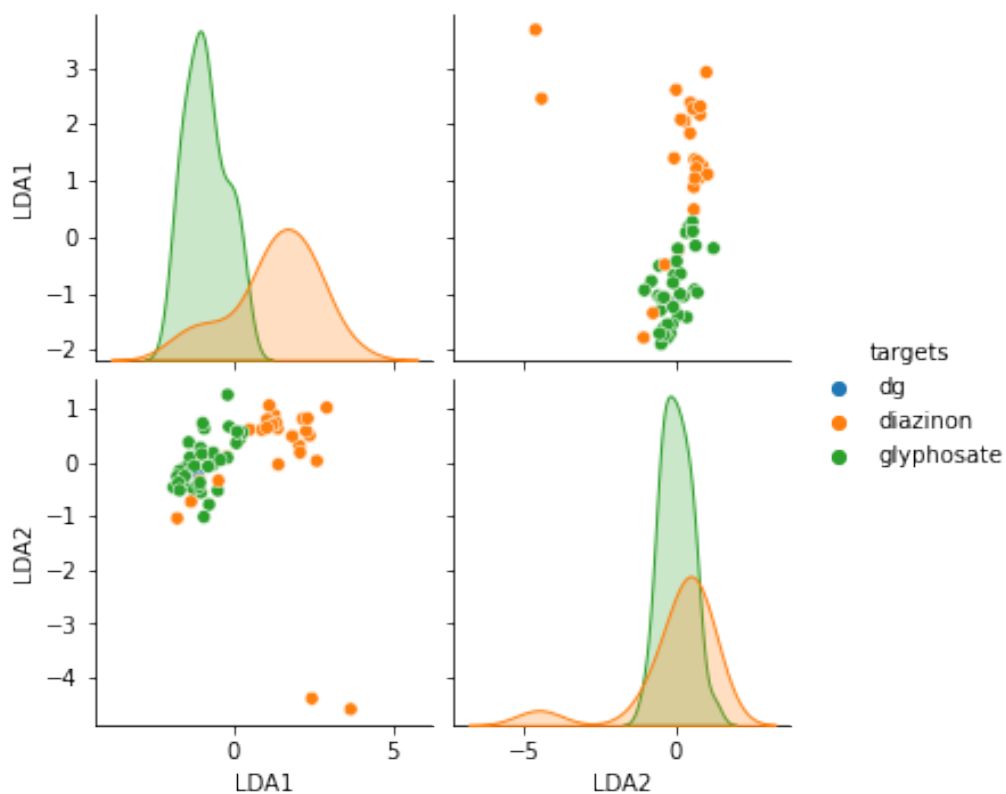 LDA1
3
2
1
0
−1
−2
LDA2
1
0
−1
−2
−3
−4
0
5
LDA1
−5
0
LDA2
targets
dg
diazinon
glyphosate